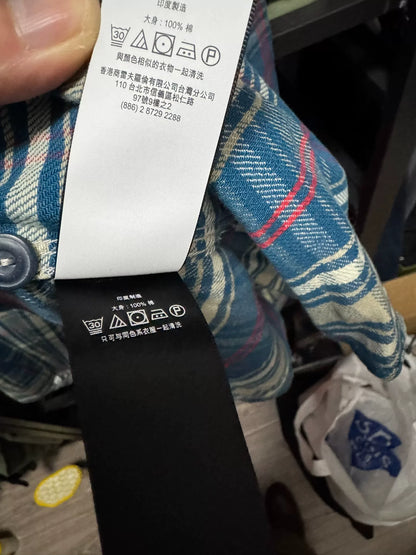 印度製造
大身 : 100% 棉
30 P
與顏色相似的衣物一起清洗
香港商雷夫羅倫有限公司台灣分公司
110 台北市信義區松仁路
97號9樓之2
(886) 2 8729 2288
印度制造
大身 : 100% 棉
30 P
只可与同色系衣服一起清洗